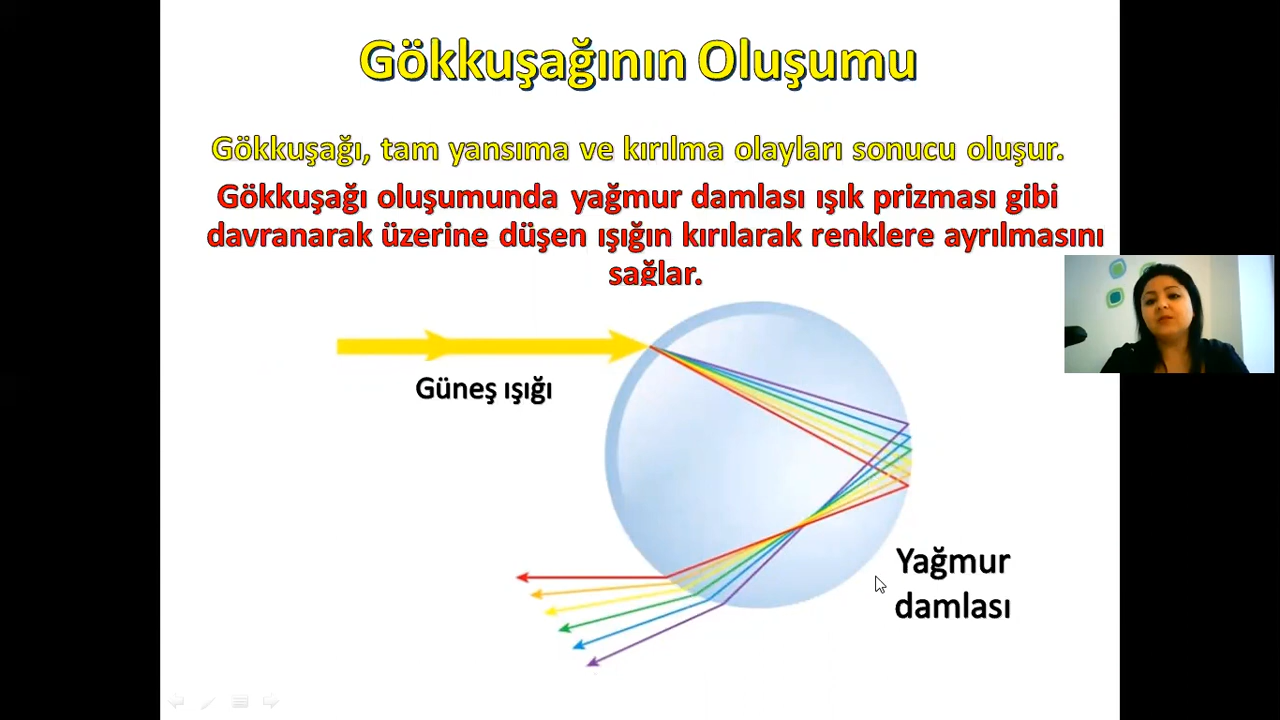 Gökkuşağının Oluşumu
Gökkuşağı, tam yansıma ve kırılma olayları sonucu oluşur.
Gökkuşağı oluşumunda yağmur damlası ışık prizması gibi
davranarak üzerine düşen ışığın kırılarak renklere ayrılmasını
sağlar.
Güneş ışığı
Yağmur
damlası